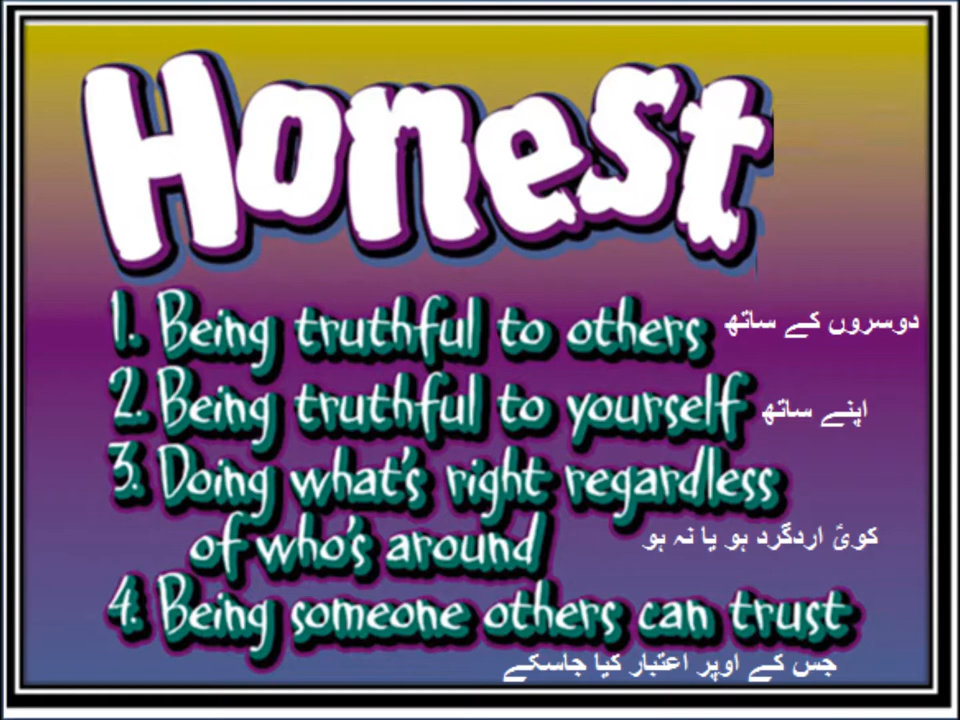 Honest
1. Being truthful to others دوسروں کے ساتھ
2. Being truthful to yourself اپنے ساتھ
3. Doing what's right regardless
of who's around کوئ اردگرد ہو یا نہ ہو
4. Being someone others can trust
جس کے اوپر اعتبار کیا جاسکے